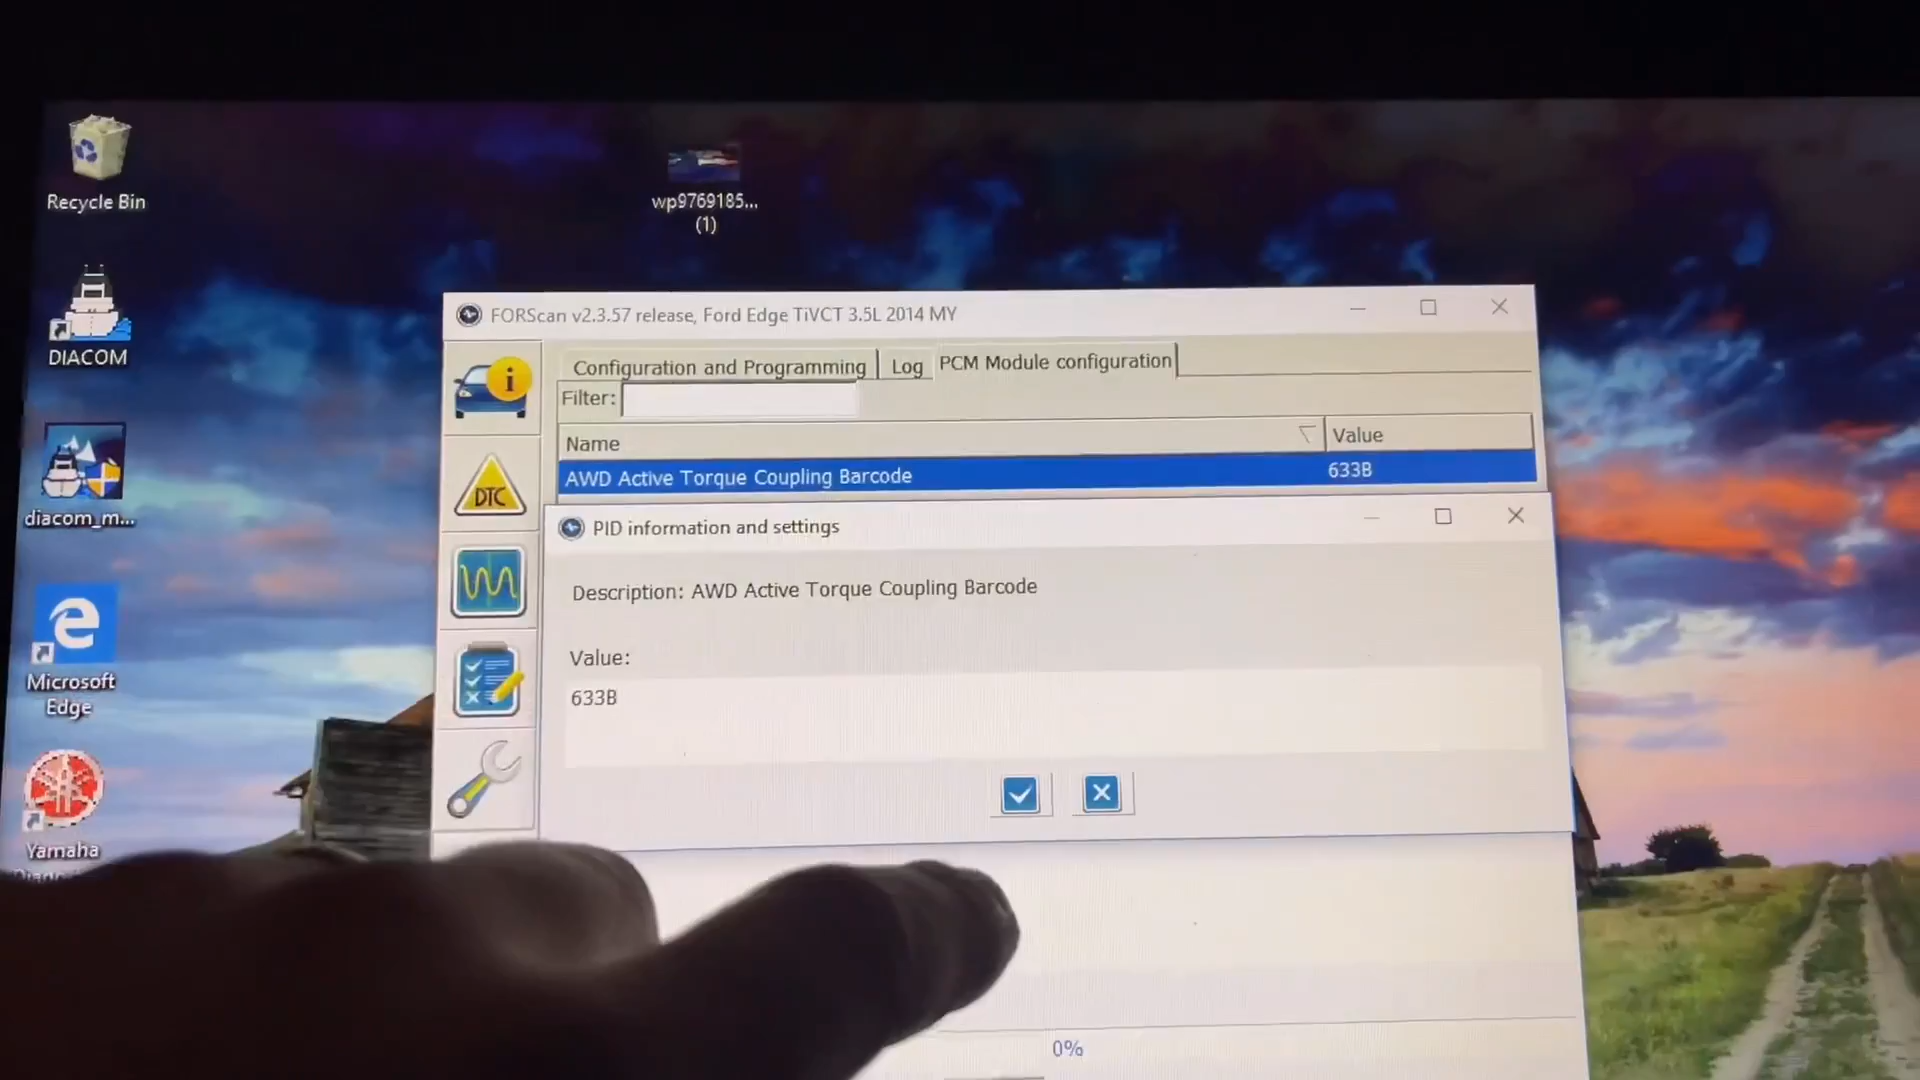 Recycle Bin
wp9769185...
(1)
DIACOM
diacom_m...
Microsoft
Edge
Yamaha
FORScan v2.3.57 release, Ford Edge TiVCT 3.5L 2014 MY
Configuration and Programming
Log
PCM Module configuration
Filter:
Name
Value
AWD Active Torque Coupling Barcode
633B
DTC
PID information and settings
Description: AWD Active Torque Coupling Barcode
Value:
633B
0%